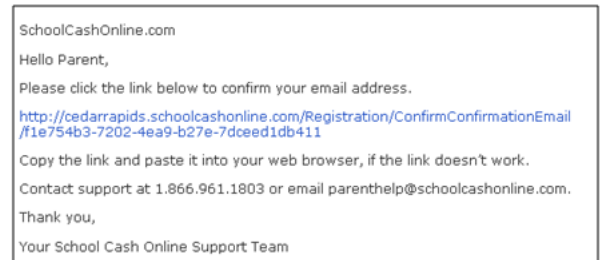 SchoolCashOnline.com
Hello Parent,
Please click the link below to confirm your email address.
http://cedarrapids.schoolcashonline.com/Registration/ConfirmConfirmationEmail
/f1e754b3-7202-4ea9-b27e-7dceed1db411
Copy the link and paste it into your web browser, if the link doesn't work.
Contact support at 1.866.961.1803 or email parenthelp@schoolcashonline.com.
Thank you,
Your School Cash Online Support Team